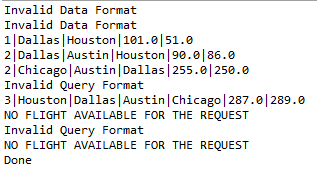 Invalid Data Format
Invalid Data Format
1|Dallas|Houston|101.0|51.0
2|Dallas|Austin|Houston|90.0|86.0
2|Chicago|Austin|Dallas|255.0|250.0
Invalid Query Format
3|Houston|Dallas|Austin|Chicago|287.0|289.0
NO FLIGHT AVAILABLE FOR THE REQUEST
Invalid Query Format
NO FLIGHT AVAILABLE FOR THE REQUEST
Done